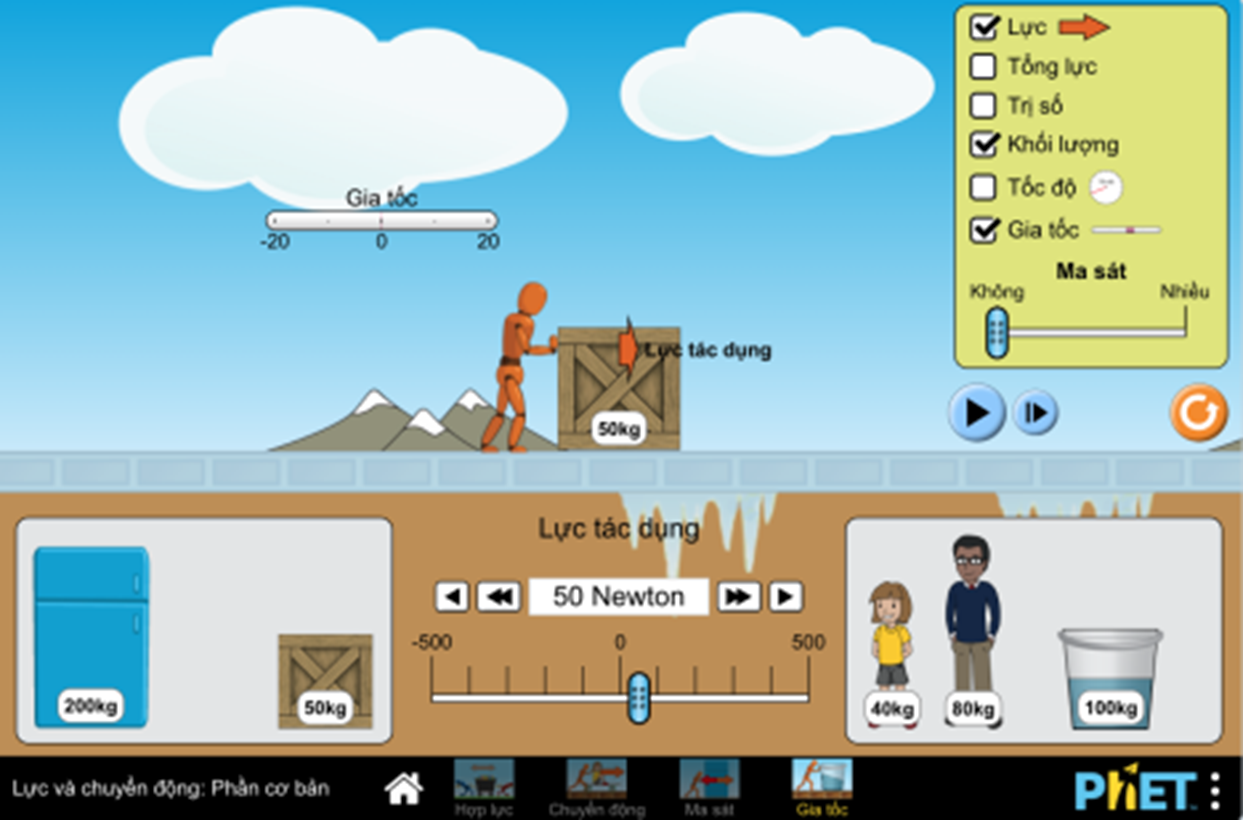 Lực
Tổng lực
Trị số
Khối lượng
Tốc độ
Gia tốc
Ma sát
Không Nhiều
Gia tốc
-20 0 20
Lực tác dụng
50kg
Lực tác dụng
50 Newton
-500 0 500
200kg
50kg
40kg
80kg
100kg
Lực và chuyển động: Phần cơ bản
Hợp lực
Chuyển động
Ma sát
Gia tốc
PhET